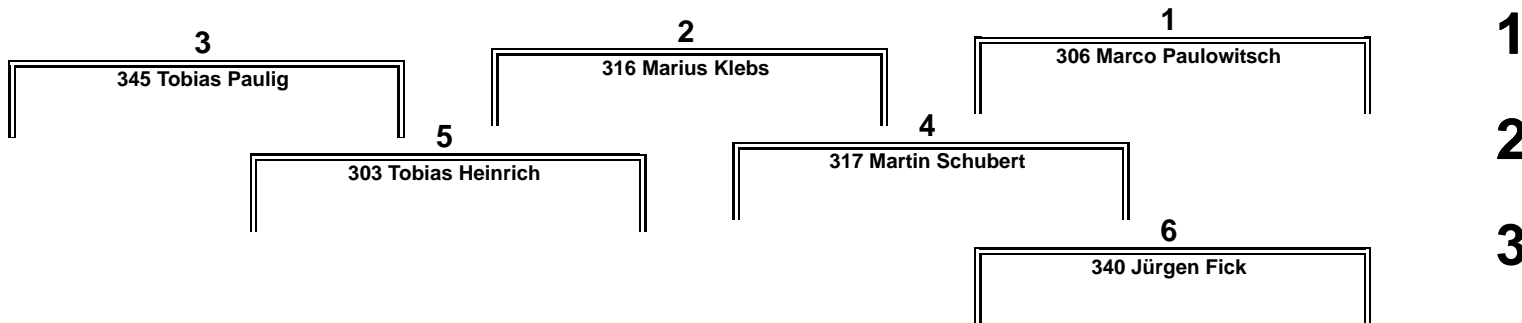 3
345 Tobias Paulig
2
316 Marius Klebs
1
306 Marco Paulowitsch
1
5
303 Tobias Heinrich
4
317 Martin Schubert
2
6
340 Jürgen Fick
3